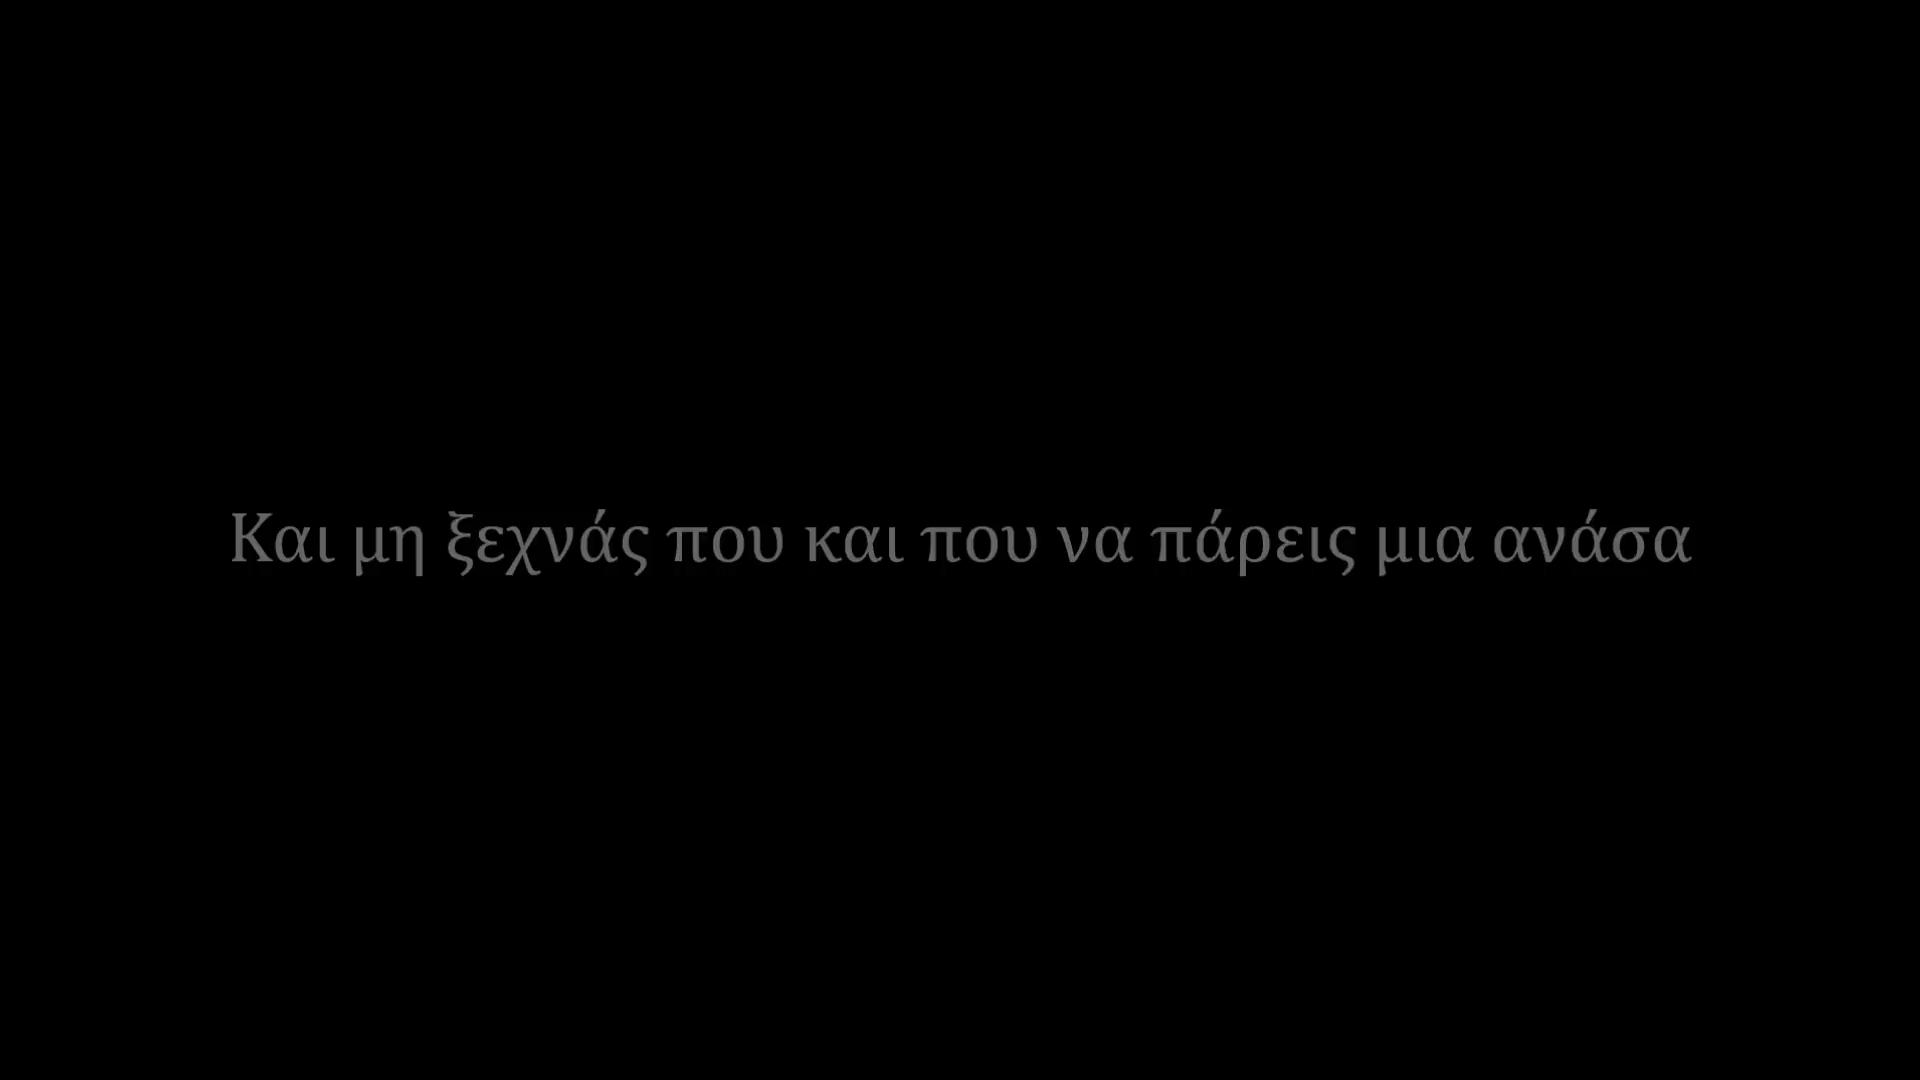 Και μη ξεχνάς που και που να πάρεις μια ανάσα